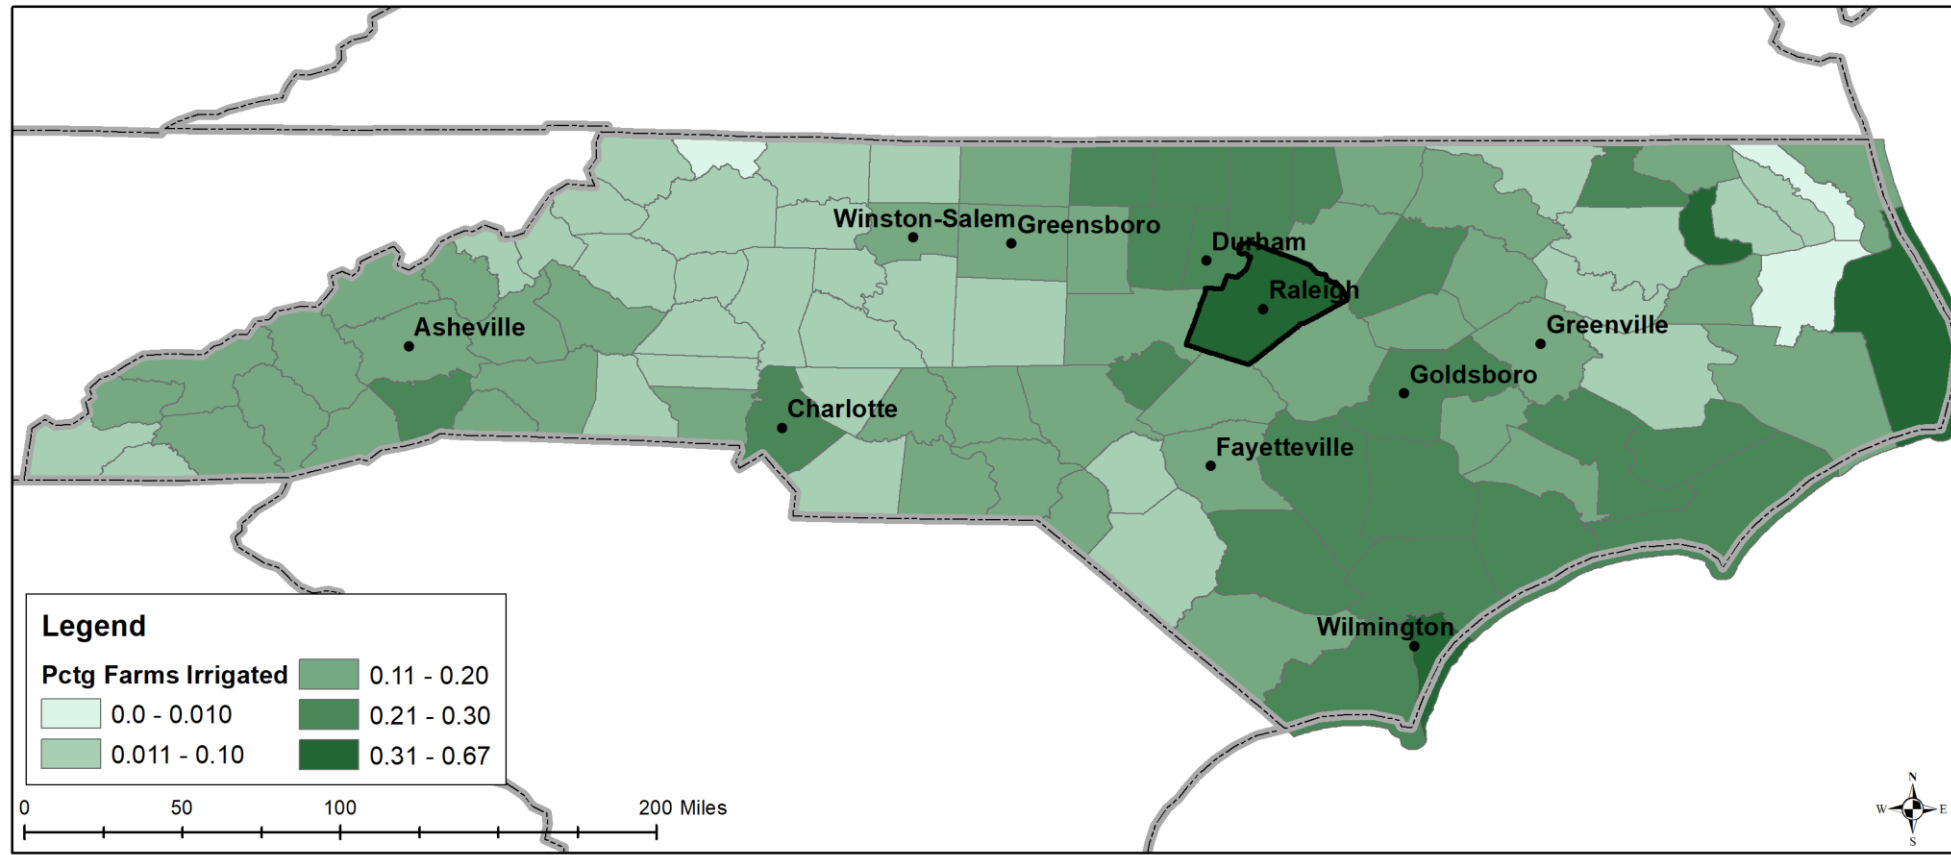 Winston-Salem
Greensboro
Durham
Raleigh
Asheville
Greenville
Goldsboro
Charlotte
Fayetteville
Wilmington
Legend
Pctg Farms Irrigated
0.0 - 0.010
0.011 - 0.10
0.11 - 0.20
0.21 - 0.30
0.31 - 0.67
0 50 100 200 Miles
N
W E
S